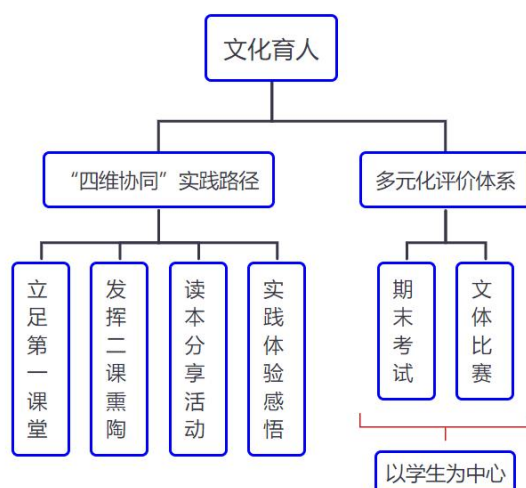 文化育人
“四维协同”实践路径
多元化评价体系
立足第一课堂
发挥二课熏陶
读本分享活动
实践体验感悟
期末考试
文体比赛
以学生为中心